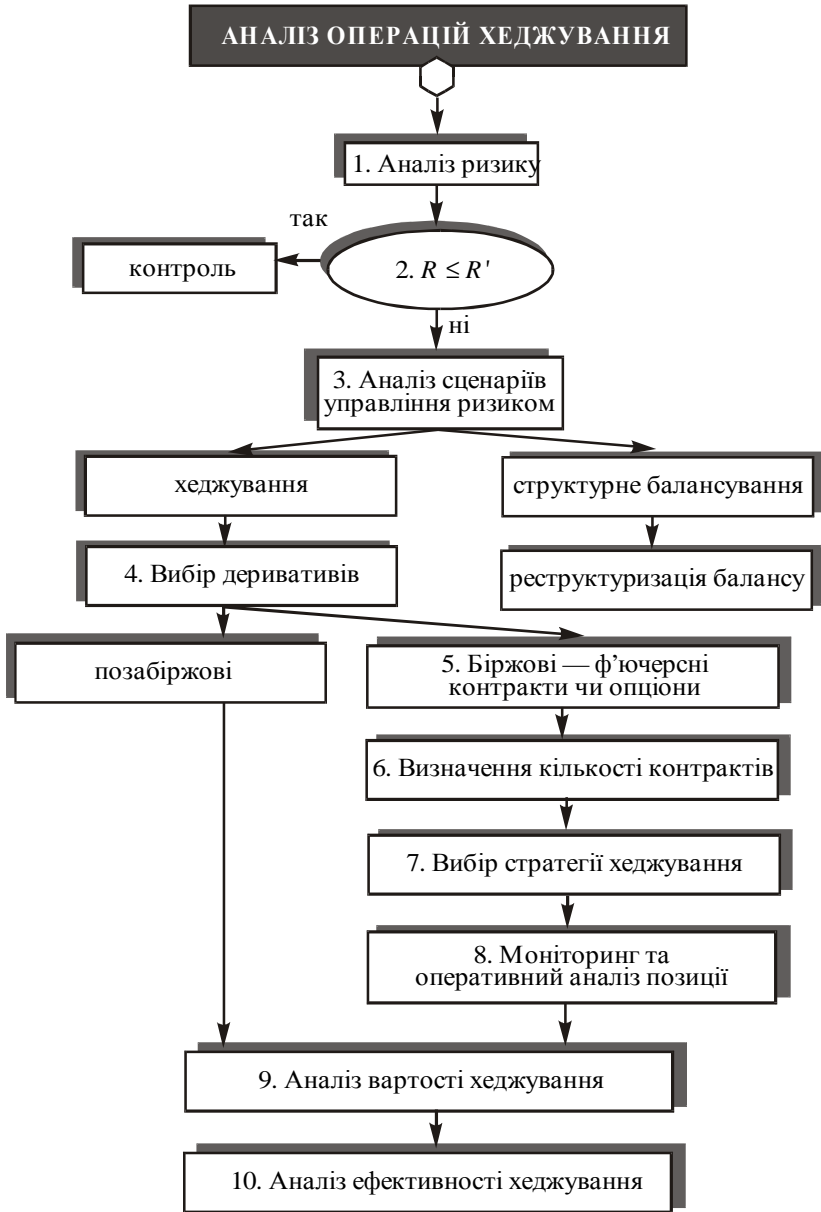 АНАЛІЗ ОПЕРАЦІЙ ХЕДЖУВАННЯ
1. Аналіз ризику
так
контроль
2. R ≤ R'
ні
3. Аналіз сценаріїв
управління ризиком
хеджування
структурне балансування
4. Вибір деривативів
реструктуризація балансу
позабіржові
5. Біржові — ф’ючерсні
контракти чи опціони
6. Визначення кількості контрактів
7. Вибір стратегії хеджування
8. Моніторинг та
оперативний аналіз позиції
9. Аналіз вартості хеджування
10. Аналіз ефективності хеджування